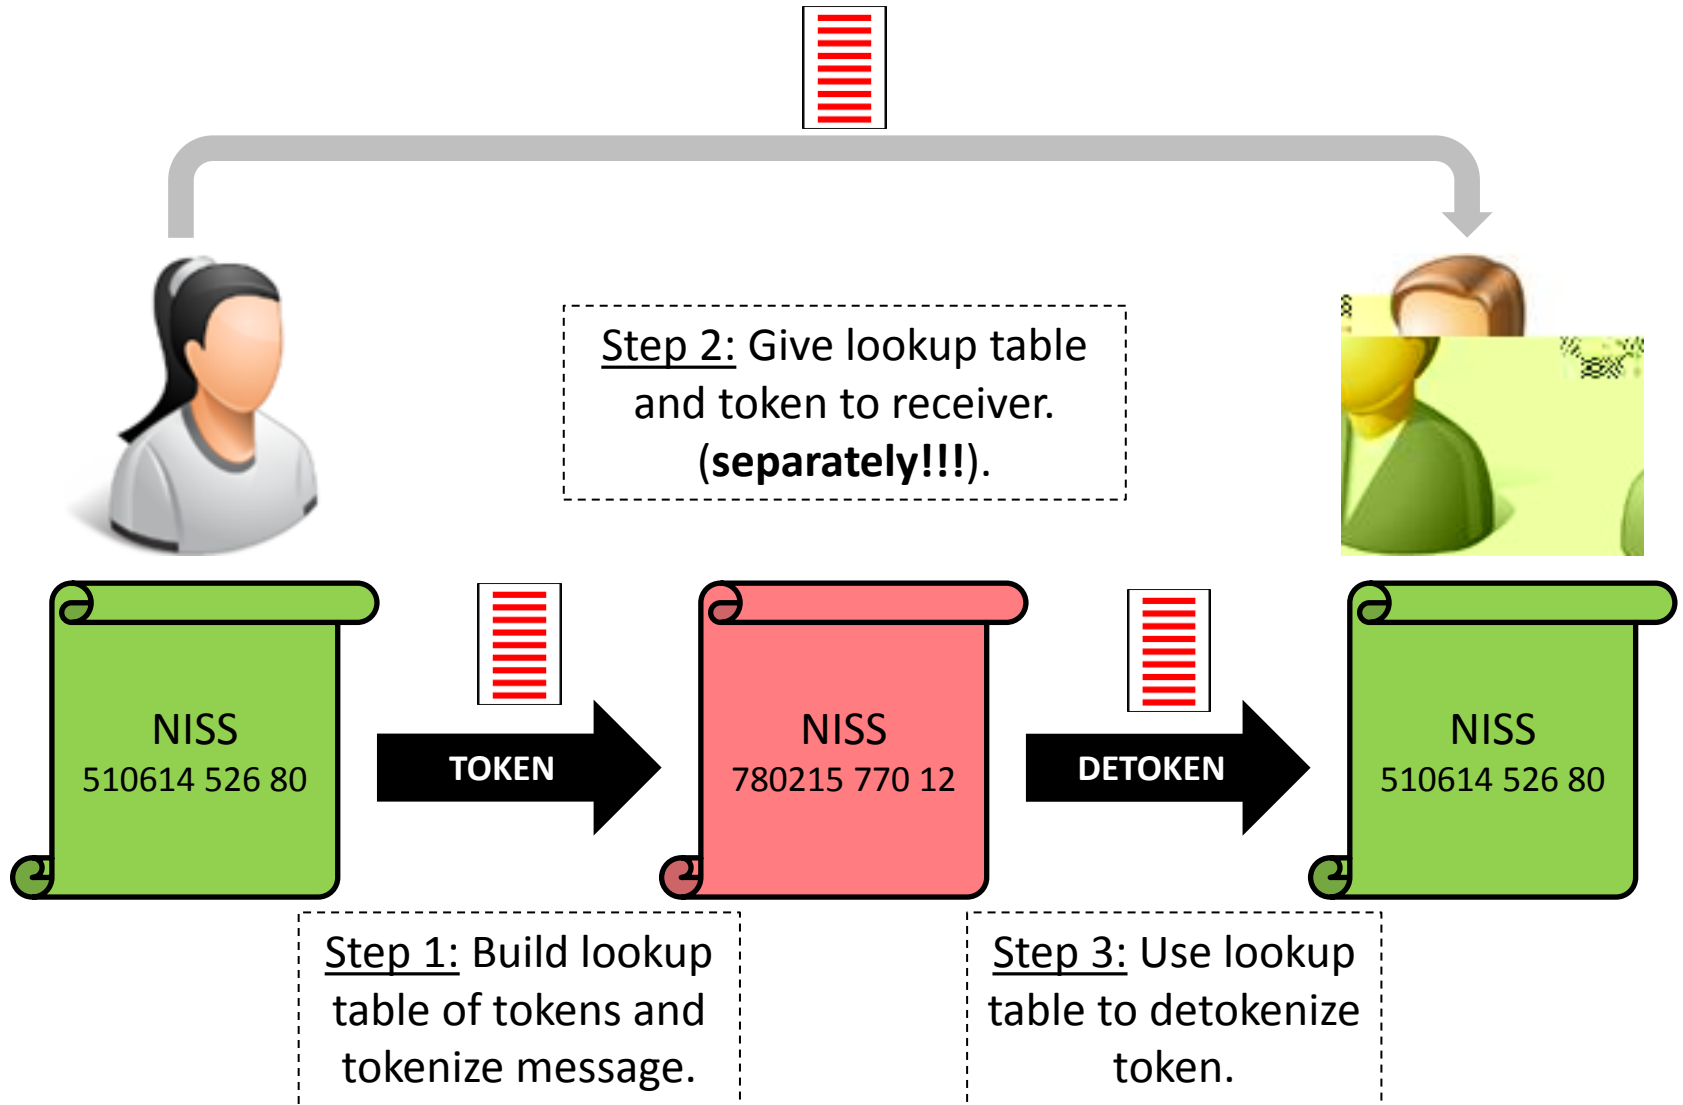 Step 2: Give lookup table
and token to receiver.
(separately!!!).
NISS
510614 526 80
TOKEN
NISS
780215 770 12
DETOKEN
NISS
510614 526 80
Step 1: Build lookup
table of tokens and
tokenize message.
Step 3: Use lookup
table to detokenize
token.